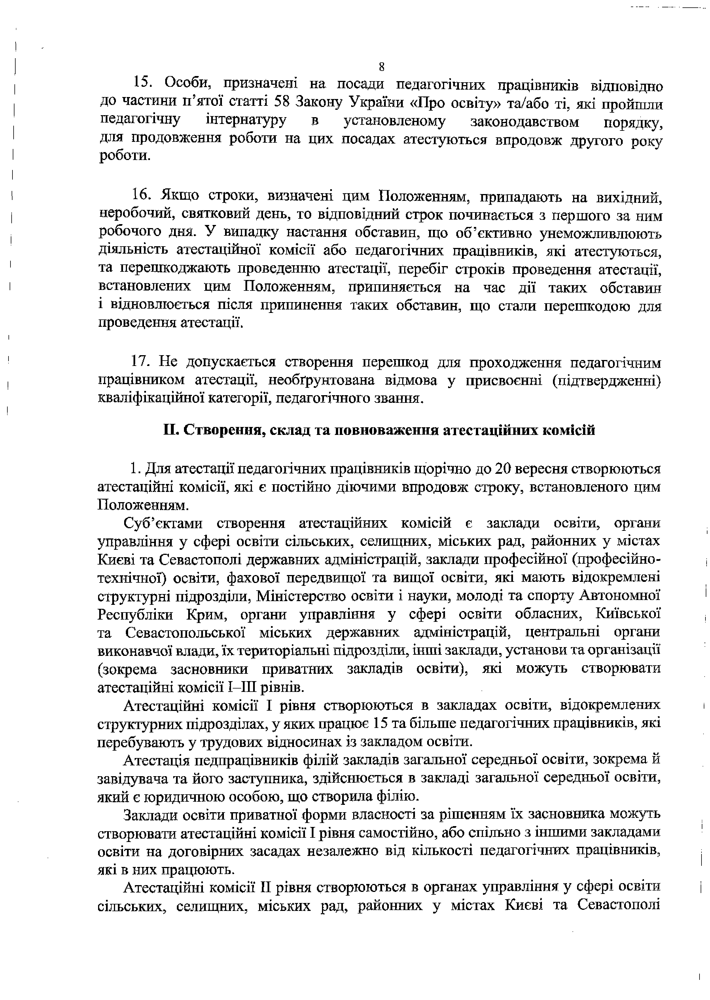 8
15. Особи, призначені на посади педагогічних працівників відповідно
до частини п’ятої статті 58 Закону України «Про освіту» та/або ті, які пройшли
педагогічну інтернатуру в установленому законодавством порядку,
для продовження роботи на цих посадах атестуються впродовж другого року
роботи.
16. Якщо строки, визначені цим Положенням, припадають на вихідний,
неробочий, святковий день, то відповідний строк починається з першого за ним
робочого дня. У випадку настання обставин, що об’єктивно унеможливлюють
діяльність атестаційної комісії або педагогічних працівників, які атестуються,
та перешкоджають проведенню атестації, перебіг строків проведення атестації,
встановлених цим Положенням, припиняється на час дії таких обставин
і відновлюється після припинення таких обставин, що стали перешкодою для
проведення атестації.
17. Не допускається створення перешкод для проходження педагогічним
працівником атестації, необґрунтована відмова у присвоєнні (підтвердженні)
кваліфікаційної категорії, педагогічного звання.
II. Створення, склад та повноваження атестаційних комісій
1. Для атестації педагогічних працівників щорічно до 20 вересня створюються
атестаційні комісії, які є постійно діючими впродовж строку, встановленого цим
Положенням.
Суб’єктами створення атестаційних комісій є заклади освіти, органи
управління у сфері освіти сільських, селищних, міських рад, районних у містах
Києві та Севастополі державних адміністрацій, заклади професійної (професійно-
технічної) освіти, фахової передвищої та вищої освіти, які мають відокремлені
структурні підрозділи, Міністерство освіти і науки, молоді та спорту Автономної
Республіки Крим, органи управління у сфері освіти обласних, Київської
та Севастопольської міських державних адміністрацій, центральні органи
виконавчої влади, їх територіальні підрозділи, інші заклади, установи та організації
(зокрема засновники приватних закладів освіти), які можуть створювати
атестаційні комісії I–III рівнів.
Атестаційні комісії I рівня створюються в закладах освіти, відокремлених
структурних підрозділах, у яких працює 15 та більше педагогічних працівників, які
перебувають у трудових відносинах із закладом освіти.
Атестація педпрацівників філій закладів загальної середньої освіти, зокрема й
завідувача та його заступника, здійснюється в закладі загальної середньої освіти,
який є юридичною особою, що створила філію.
Заклади освіти приватної форми власності за рішенням їх засновника можуть
створювати атестаційні комісії I рівня самостійно, або спільно з іншими закладами
освіти на договірних засадах незалежно від кількості педагогічних працівників,
які в них працюють.
Атестаційні комісії II рівня створюються в органах управління у сфері освіти
сільських, селищних, міських рад, районних у містах Києві та Севастополі